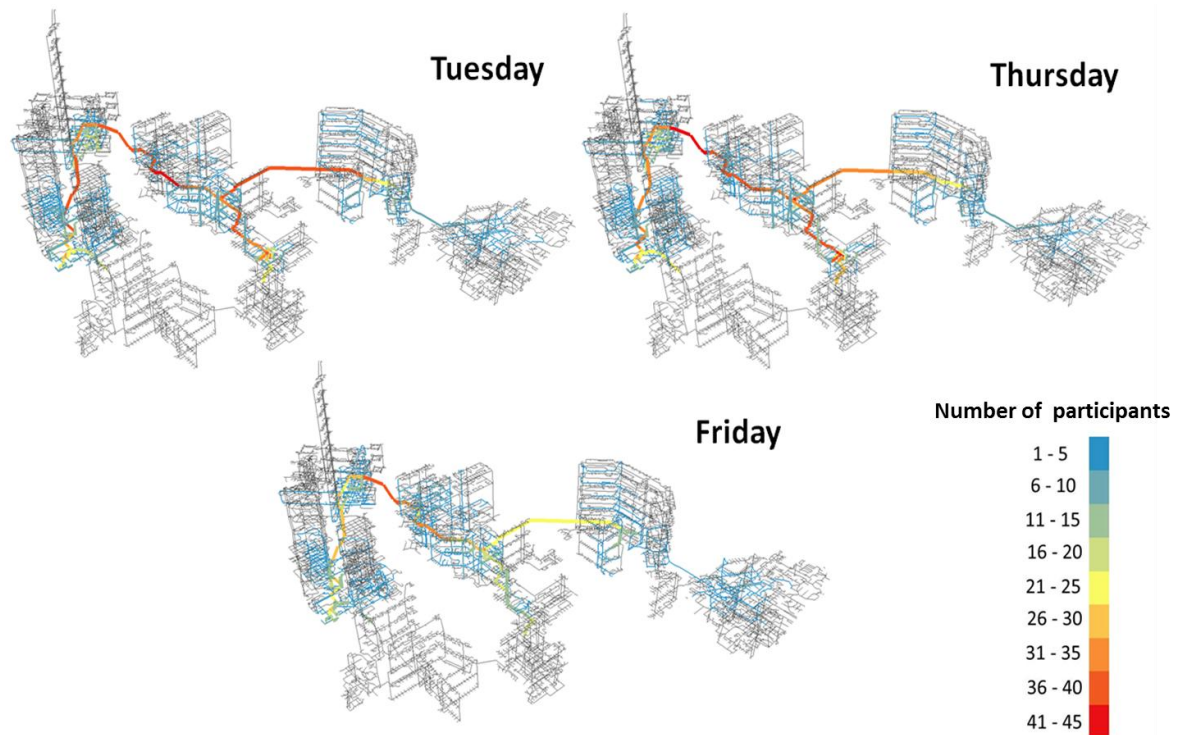 Tuesday
Thursday
Friday
Number of participants
1 - 5
6 - 10
11 - 15
16 - 20
21 - 25
26 - 30
31 - 35
36 - 40
41 - 45